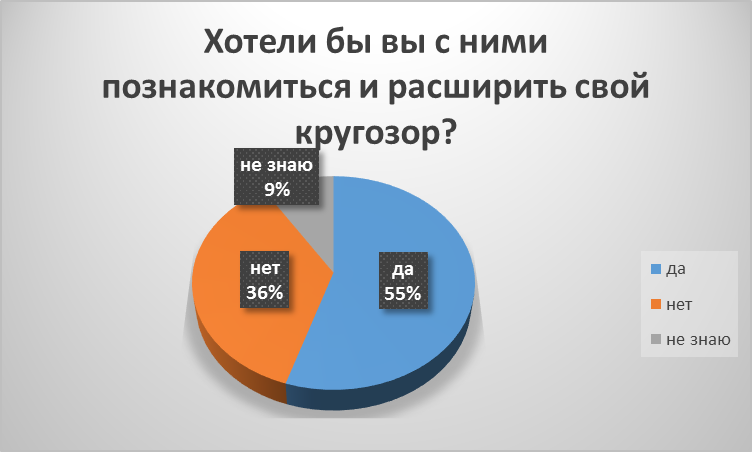 Хотели бы вы с ними
познакомиться и расширить свой
кругозор?
не знаю
9%
нет
36%
да
55%
да
нет
не знаю